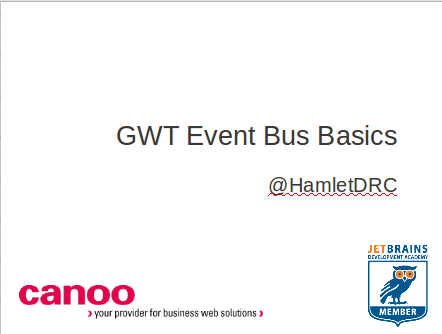 GWT Event Bus Basics
@HamletDRC
JETBRAINS
DEVELOPMENT ACADEMY
MEMBER
canoo
your provider for business web solutions